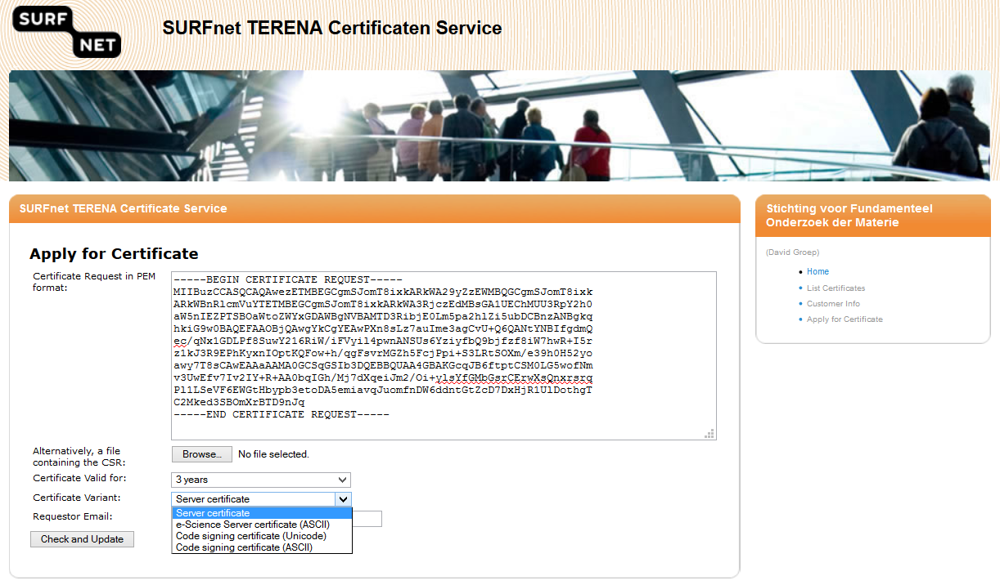 SURF
NET
SURFnet TERENA Certificaten Service
SURFnet TERENA Certificate Service
Apply for Certificate
Certificate Request in PEM
format:
-----BEGIN CERTIFICATE REQUEST-----
MIIBuzCCASQCAQAwezETMBEGCgmSJomT8ixkARkWA29yZzEWMBQGCgmSJomT8ixk
ARkWBnRlcmVuYTETMBEGCgmSJomT8ixkARkWA3RjczEdMBsGA1UEChMUU3RpY2h0
aW5nIEZPTSBOaWtoZWYxGDAWBgNVBAMTD3RibjE0Lm5pa2hlZi5ubDCBnzANBgkq
hkiG9w0BAQEFAAOBjQAwgYkCgYEAwPXn8sLz7auIme3agCvU+Q6QANtYNBIfgdmQ
ec/qNx1GDLPf8SuwY216RiW/iFVyil4pwnANSUs6YziyfbQ9bjfzf8iW7hwR+I5r
z1kJ3R9EPhKyxnIOptKQFow+h/qgFsvrMGZh5FcjPpi+S3LRtSOXm/e39h0H52yo
awy7T8sCAwEAAaAAMA0GCSqGSIb3DQEBBQUAA4GBAKGcqJB6ftptCSM0LG5wofNm
v3UwEfv7Iv2IY+R+AA0bqIGh/Mj7dXqeiJm2/Oi+ylsYfGMbGsrCErwXsQnxrsrq
Pl1LSeVF6EWGtHbypb3etoDA5emiavqJuomfnDW6ddntGtZcD7DxHjR1UlDothgT
C2Mked3SBOmXrBTD9nJq
-----END CERTIFICATE REQUEST-----
Alternatively, a file
containing the CSR:
Browse... No file selected.
Certificate Valid for: 3 years
Certificate Variant: Server certificate
Server certificate
e-Science Server certificate (ASCII)
Code signing certificate (Unicode)
Code signing certificate (ASCII)
Requestor Email:
Check and Update
Stichting voor Fundamenteel
Onderzoek der Materie
(David Groep)
Home
List Certificates
Customer Info
Apply for Certificate